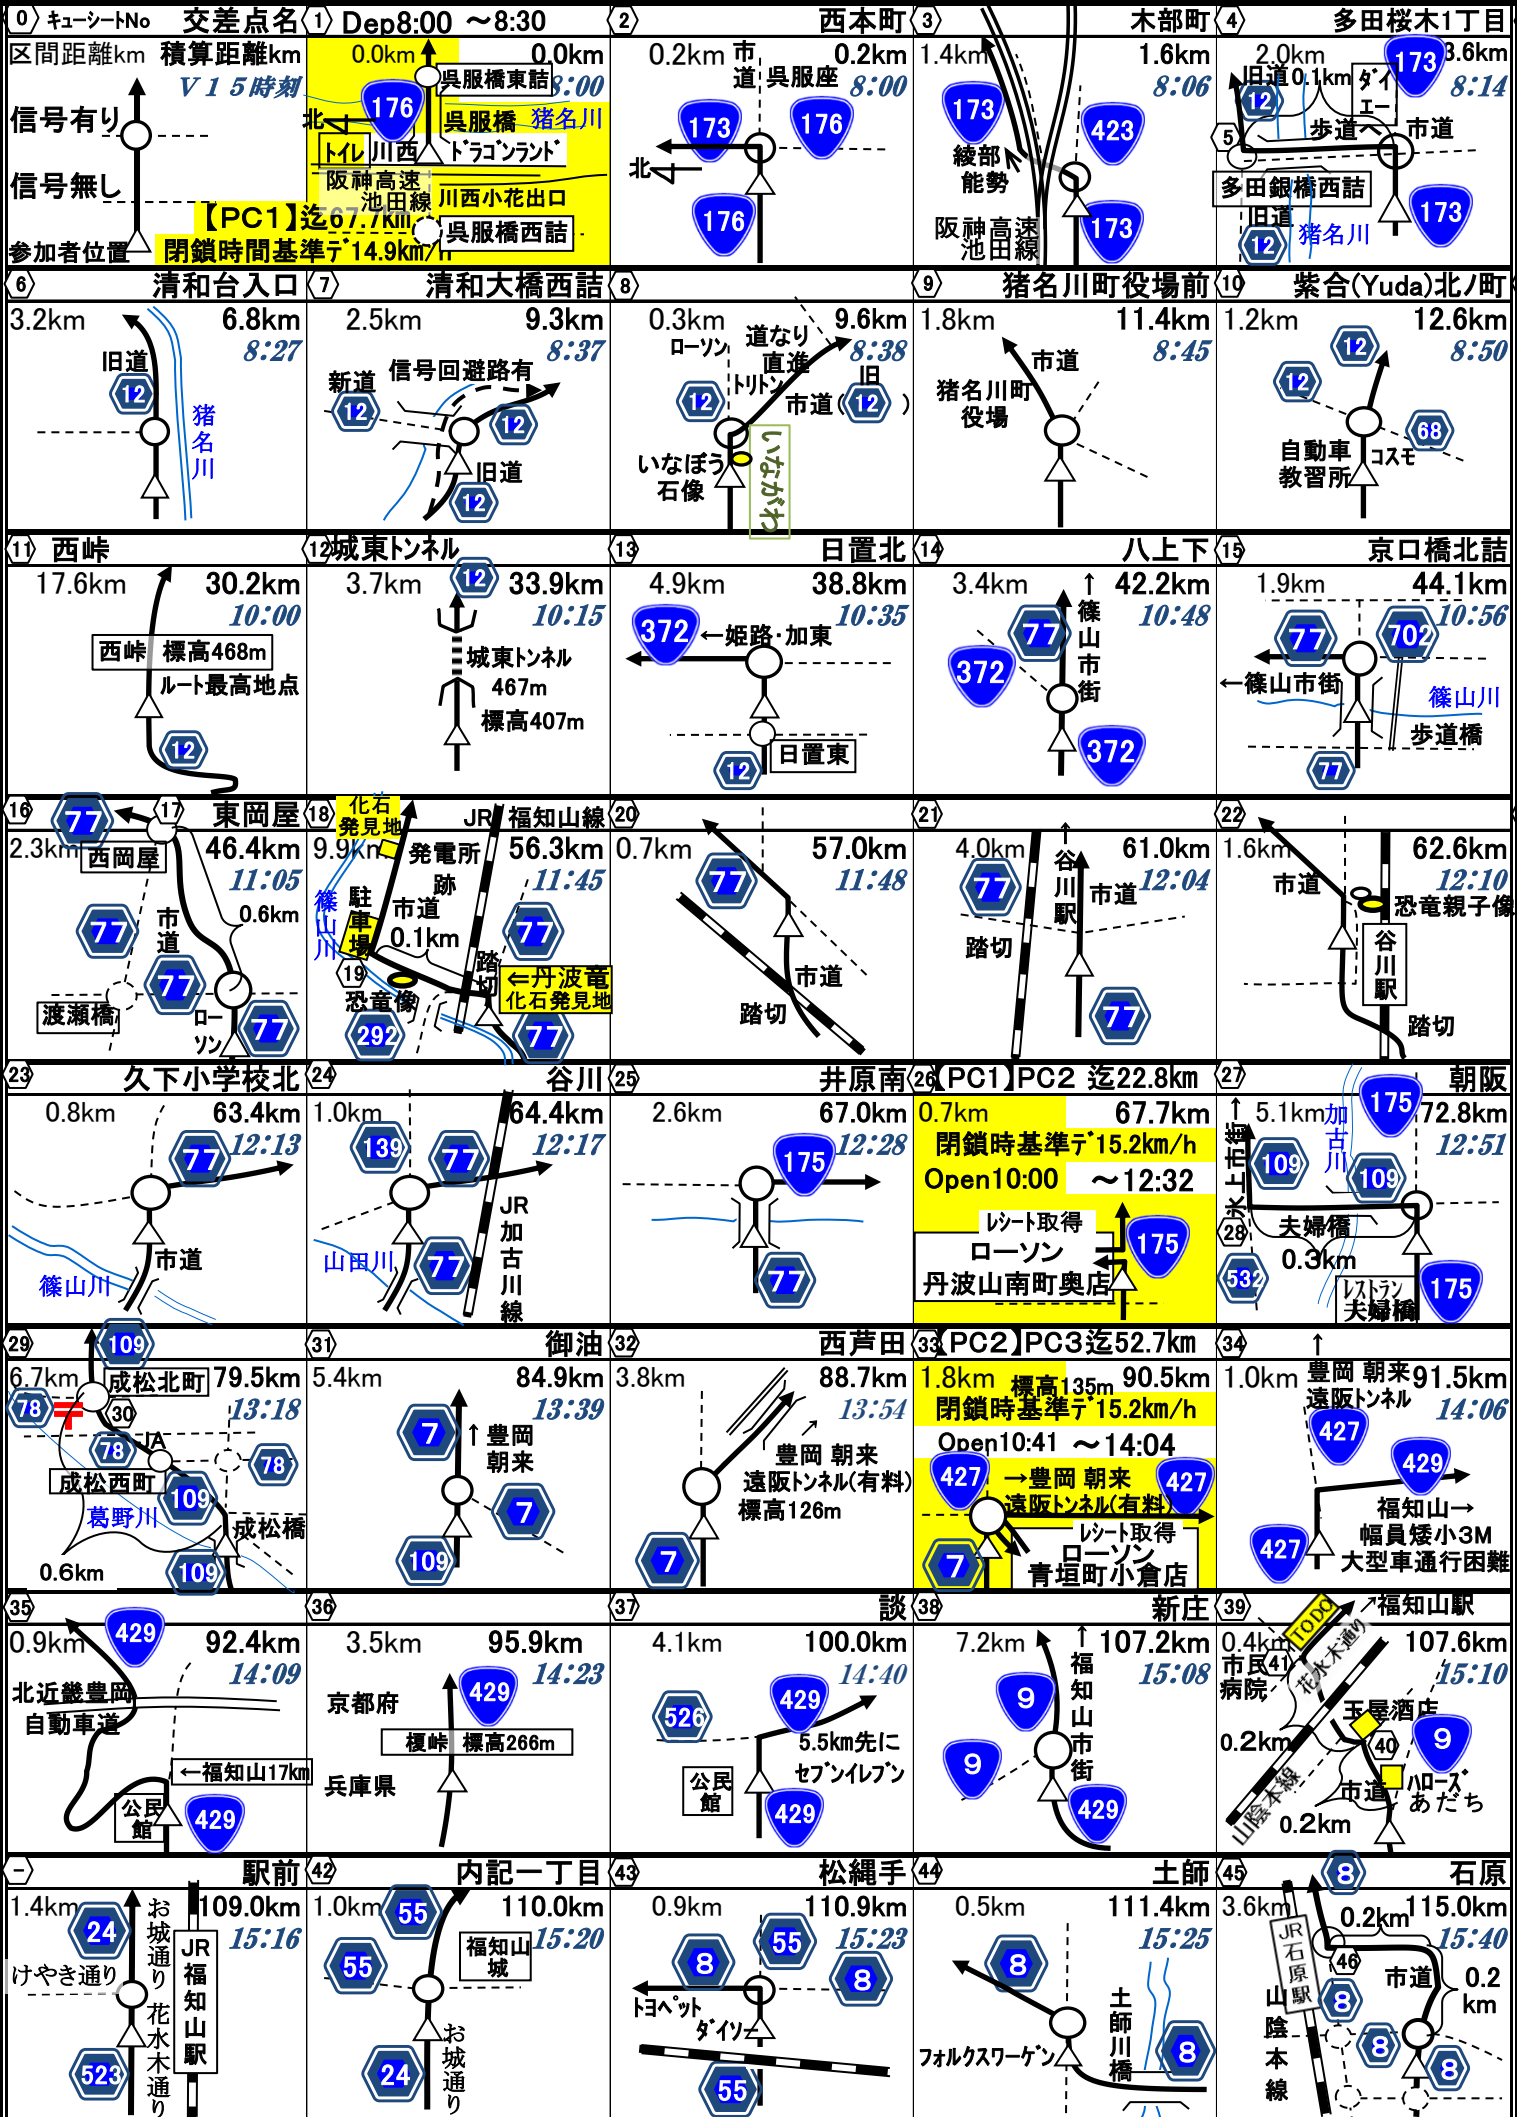 0 キューシートNo 交差点名
区間距離km 積算距離km
V15時刻
信号有り
信号無し
参加者位置
1 Dep8:00 ～8:30
0.0km 0.0km
呉服橋東詰 8:00
176
北 呉服橋 猪名川
トイレ 川西 ドラゴンランド
阪神高速
池田線 川西小花出口
【PC1】迄67.7km
呉服橋西詰
閉鎖時間基準ﾃﾞ14.9km/h
2 西本町
0.2km 市道 0.2km
呉服座 8:00
173 176
北
176
3 木部町
1.4km 1.6km
8:06
173 423
綾部
能勢
阪神高速
池田線
173
4 多田桜木1丁目
2.0km 3.6km
旧道0.1km ダイエー 173
8:14
12
5 歩道へ 市道
多田銀橋西詰
旧道 173
12 猪名川
6 清和台入口
3.2km 6.8km
8:27
旧道
12
猪名川
7 清和大橋西詰
2.5km 9.3km
8:37
新道 信号回避路有
12 12
旧道
12
8
0.3km 9.6km
ローソン 道なり 8:38
直進
トリトン 旧
12 市道(12)
いなぼう
石像
いながわ
9 猪名川町役場前
1.8km 11.4km
8:45
市道
猪名川町
役場
10 紫合(Yuda)北ノ町
1.2km 12.6km
12 8:50
12
68
自動車 コスモ
教習所
11 西峠
17.6km 30.2km
10:00
西峠 標高468m
ルート最高地点
12
12 城東トンネル
3.7km 12 33.9km
10:15
城東トンネル
467m
標高407m
13 日置北
4.9km 38.8km
10:35
372 ←姫路･加東
日置東
12
14 八上下
3.4km 42.2km
10:48
77 ↑篠山市街
372
372
15 京口橋北詰
1.9km 44.1km
10:56
77 702
←篠山市街 篠山川
歩道橋
77
16 17 東岡屋
77
2.3km 西岡屋 46.4km
11:05
0.6km
77 市道
77
渡瀬橋 ローソン 77
18 化石
発見地
JR 福知山線
9.9km 発電所 56.3km
跡 11:45
篠山川 駐車場 市道 77
0.1km
踏切
19 恐竜像 ⇐丹波竜
化石発見地
292 77
20
0.7km 57.0km
11:48
77
市道
踏切
21
4.0km ↑谷川駅 61.0km
12:04
77 市道
踏切
77
22
1.6km 62.6km
12:10
市道 恐竜親子像
谷川駅
踏切
23 久下小学校北
0.8km 63.4km
12:13
77
市道
篠山川
24 谷川
1.0km 64.4km
12:17
139 77
JR加古川線
山田川 77
25 井原南
2.6km 67.0km
12:28
175
77
26 【PC1】PC2 迄22.8km
0.7km 67.7km
閉鎖時基準ﾃﾞ15.2km/h
Open10:00 ～12:32
レシート取得
ローソン 175
丹波山南町奥店
27 朝阪
5.1km 加古川 175 72.8km
12:51
↑氷上市街
109 109
28 夫婦橋
0.3km
532 レストラン
夫婦橋 175
29 109
6.7km 成松北町 79.5km
78 30 13:18
JA
78 78
成松西町
109
葛野川 成松橋
0.6km 109
31 御油
5.4km 84.9km
13:39
7 ↑豊岡
朝来
7
109
32 西芦田
3.8km 88.7km
13:54
豊岡 朝来
遠阪トンネル(有料)
標高126m
7
33 【PC2】PC3迄52.7km
1.8km 標高135m 90.5km
閉鎖時基準ﾃﾞ15.2km/h
Open10:41 ～14:04
427 →豊岡 朝来 427
遠阪トンネル(有料)
レシート取得
7 ローソン
青垣町小倉店
34 ↑
1.0km 豊岡 朝来 91.5km
遠阪トンネル 14:06
427 429
福知山→
427 幅員矮小3M
大型車通行困難
35
0.9km 429 92.4km
14:09
北近畿豊岡
自動車道
←福知山17km
公民館 429
36
3.5km 95.9km
14:23
京都府 429
榎峠 標高266m
兵庫県
37 談
4.1km 100.0km
14:40
526 429
5.5km先に
セブンイレブン
公民館 429
38 新庄
7.2km 107.2km
15:08
9 ↑福知山市街
9
429
39 ↗福知山駅
TODO
0.4km 107.6km
41 花水木通り 15:10
市民
病院
玉屋酒店
0.2km 40 9
市道 ハローズ
あだち
山陰本線 0.2km
- 駅前
1.4km 109.0km
24 お城通り 15:16
JR福知山駅
けやき通り
花水木通り
523
42 内記一丁目
1.0km 55 110.0km
15:20
55 福知山城
お城通り
24
43 松縄手
0.9km 110.9km
55 15:23
8 8
トヨペット
ダイソー
55
44 土師
0.5km 111.4km
15:25
8
土師川橋
フォルクスワーゲン 8
45 8 石原
3.6km 0.2km 115.0km
15:40
JR石原駅 46 市道 0.2
km
8
山陰本線 8 8